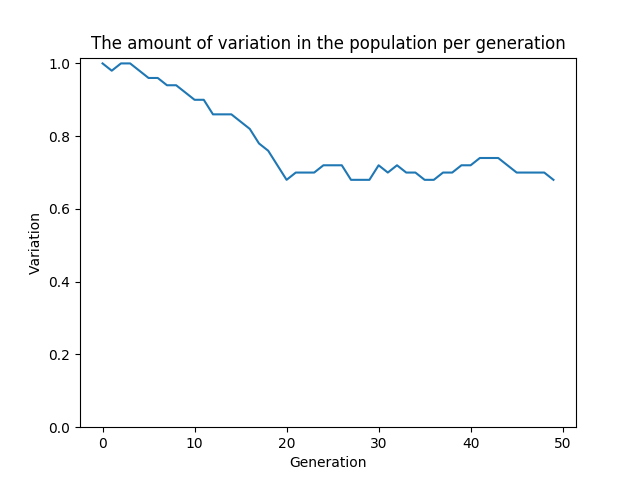 The amount of variation in the population per generation
1.0
0.8
0.6
0.4
0.2
0.0
Variation
0 10 20 30 40 50
Generation